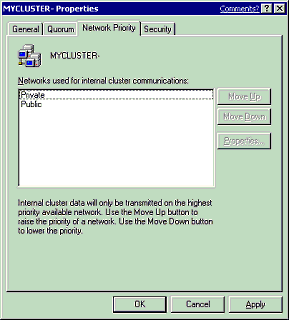 MYCLUSTER- Properties
Comments? ?
General Quorum Network Priority Security
MYCLUSTER-
Networks used for internal cluster communications:
Private
Public
Move Up
Move Down
Properties...
Internal cluster data will only be transmitted on the highest
priority available network. Use the Move Up button to
raise the priority of a network. Use the Move Down button
to lower the priority.
OK Cancel Apply